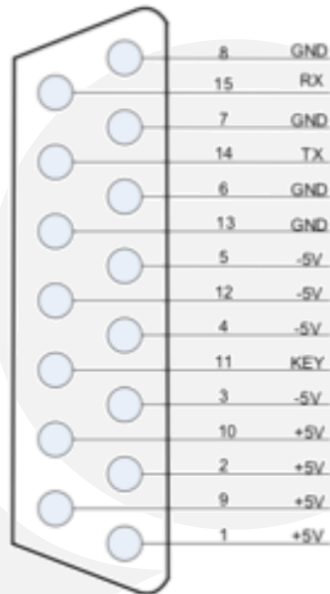 8 GND
15 RX
7 GND
14 TX
6 GND
13 GND
5 -5V
12 -5V
4 -5V
11 KEY
3 -5V
10 +5V
2 +5V
9 +5V
1 +5V